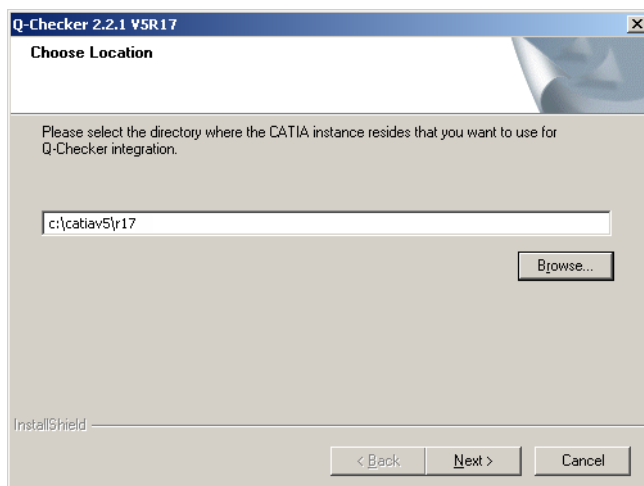 Q-Checker 2.2.1 V5R17
Choose Location
Please select the directory where the CATIA instance resides that you want to use for
Q-Checker integration.
c:\catiav5\r17
Browse...
InstallShield
< Back
Next >
Cancel